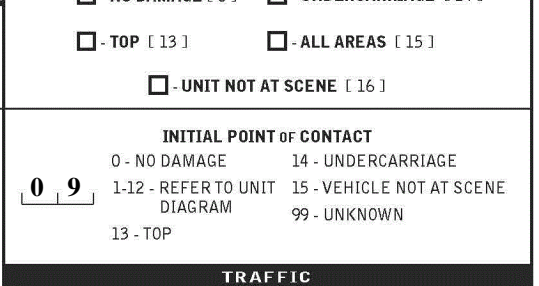 - TOP [ 13 ] - ALL AREAS [ 15 ]
- UNIT NOT AT SCENE [ 16 ]
INITIAL POINT OF CONTACT
0 - NO DAMAGE 14 - UNDERCARRIAGE
0 9 1-12 - REFER TO UNIT 15 - VEHICLE NOT AT SCENE
DIAGRAM 99 - UNKNOWN
13 - TOP
TRAFFIC